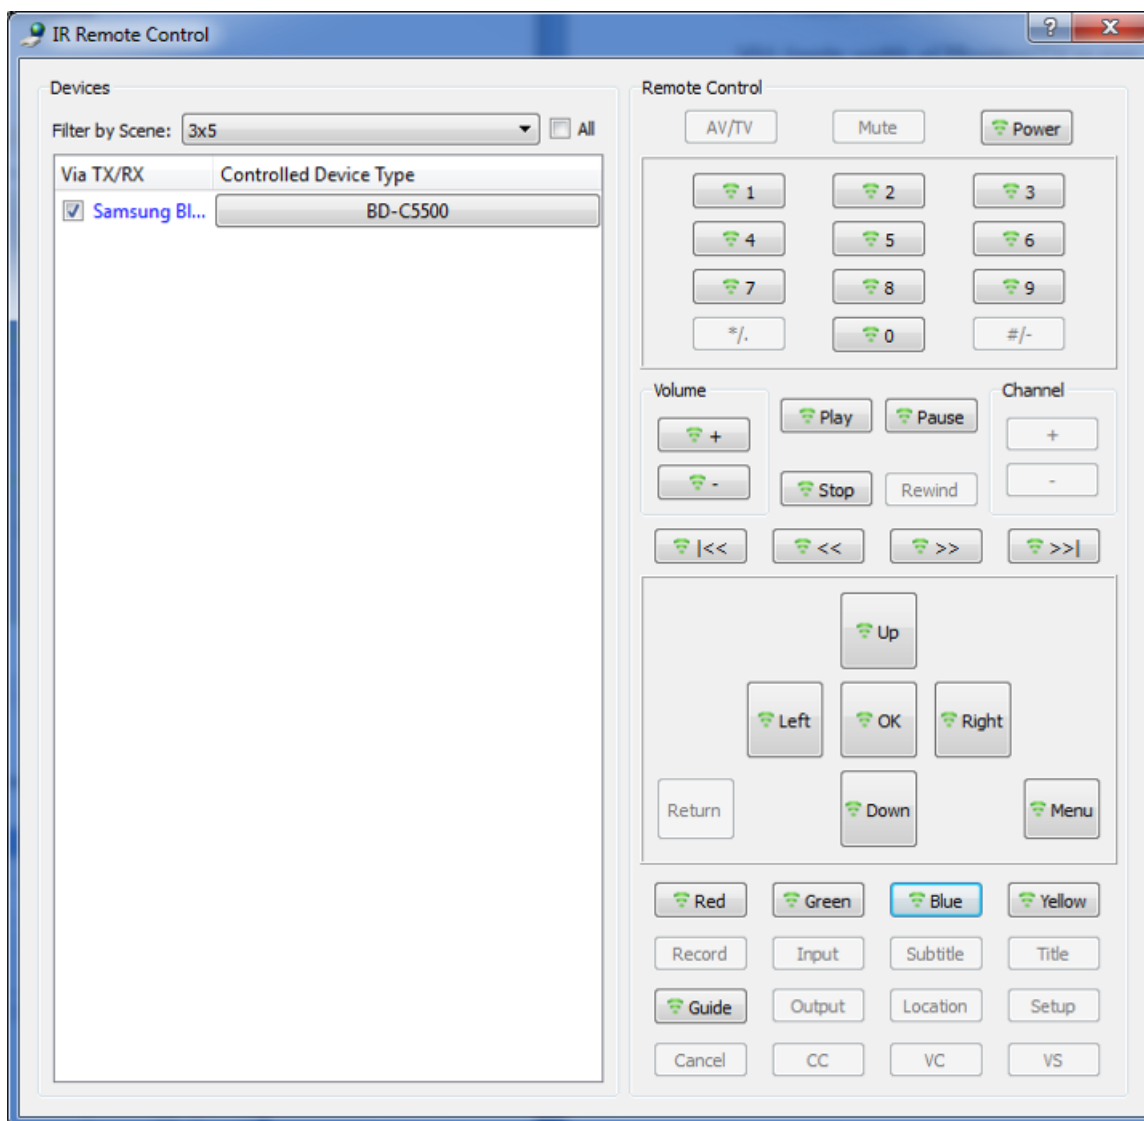 IR Remote Control
Devices
Filter by Scene: 3x5 All
Via TX/RX Controlled Device Type
Samsung Bl... BD-C5500
Remote Control
AV/TV Mute Power
1 2 3
4 5 6
7 8 9
*/. 0 #/-
Volume Channel
Play Pause
+ +
- -
Stop Rewind
|<< << >> >>|
Up
Left OK Right
Return Down Menu
Red Green Blue Yellow
Record Input Subtitle Title
Guide Output Location Setup
Cancel CC VC VS